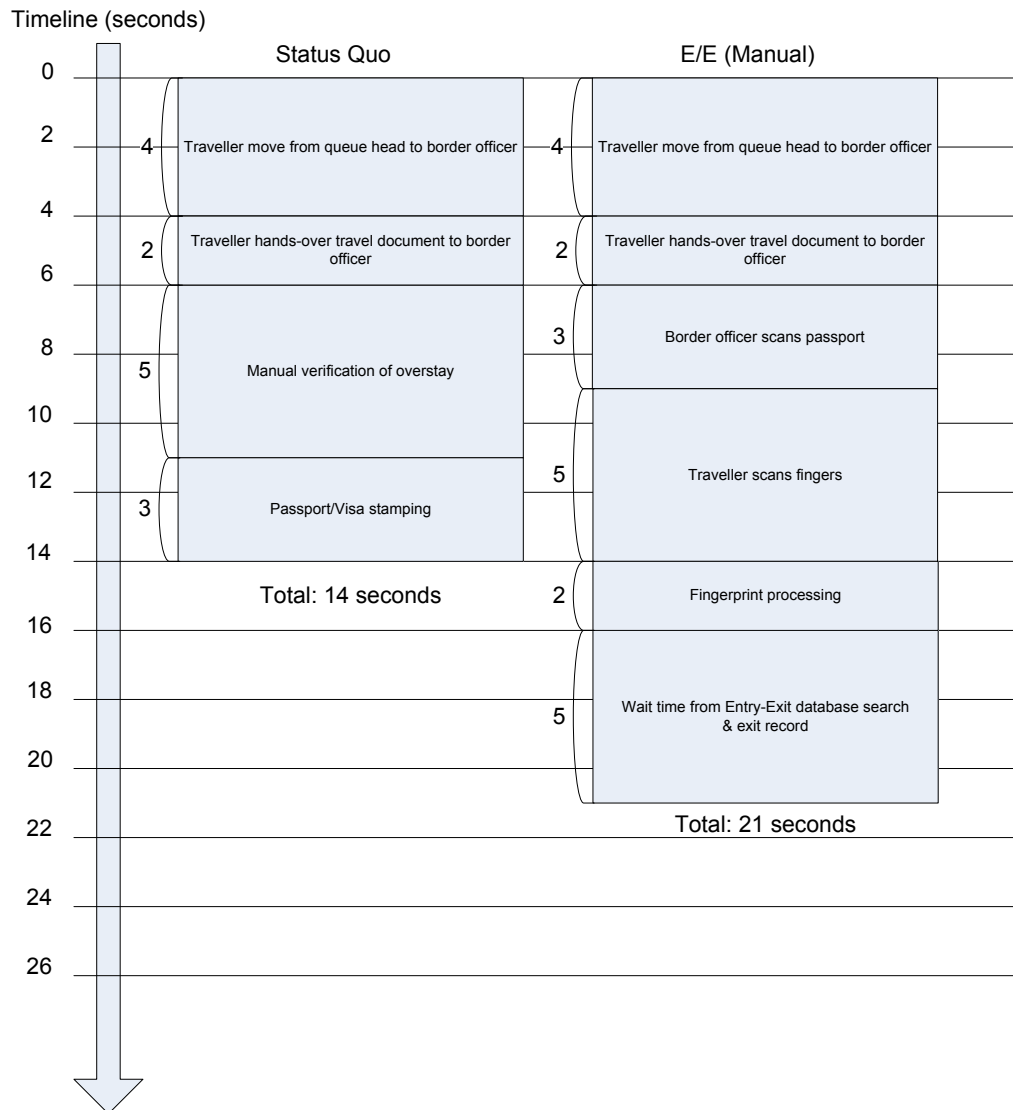 Timeline (seconds)
Status Quo
E/E (Manual)
0
2
4
6
8
10
12
14
16
18
20
22
24
26
4
Traveller move from queue head to border officer
2
Traveller hands-over travel document to border
officer
5
Manual verification of overstay
3
Passport/Visa stamping
Total: 14 seconds
4
Traveller move from queue head to border officer
2
Traveller hands-over travel document to border
officer
3
Border officer scans passport
5
Traveller scans fingers
2
Fingerprint processing
5
Wait time from Entry-Exit database search
& exit record
Total: 21 seconds